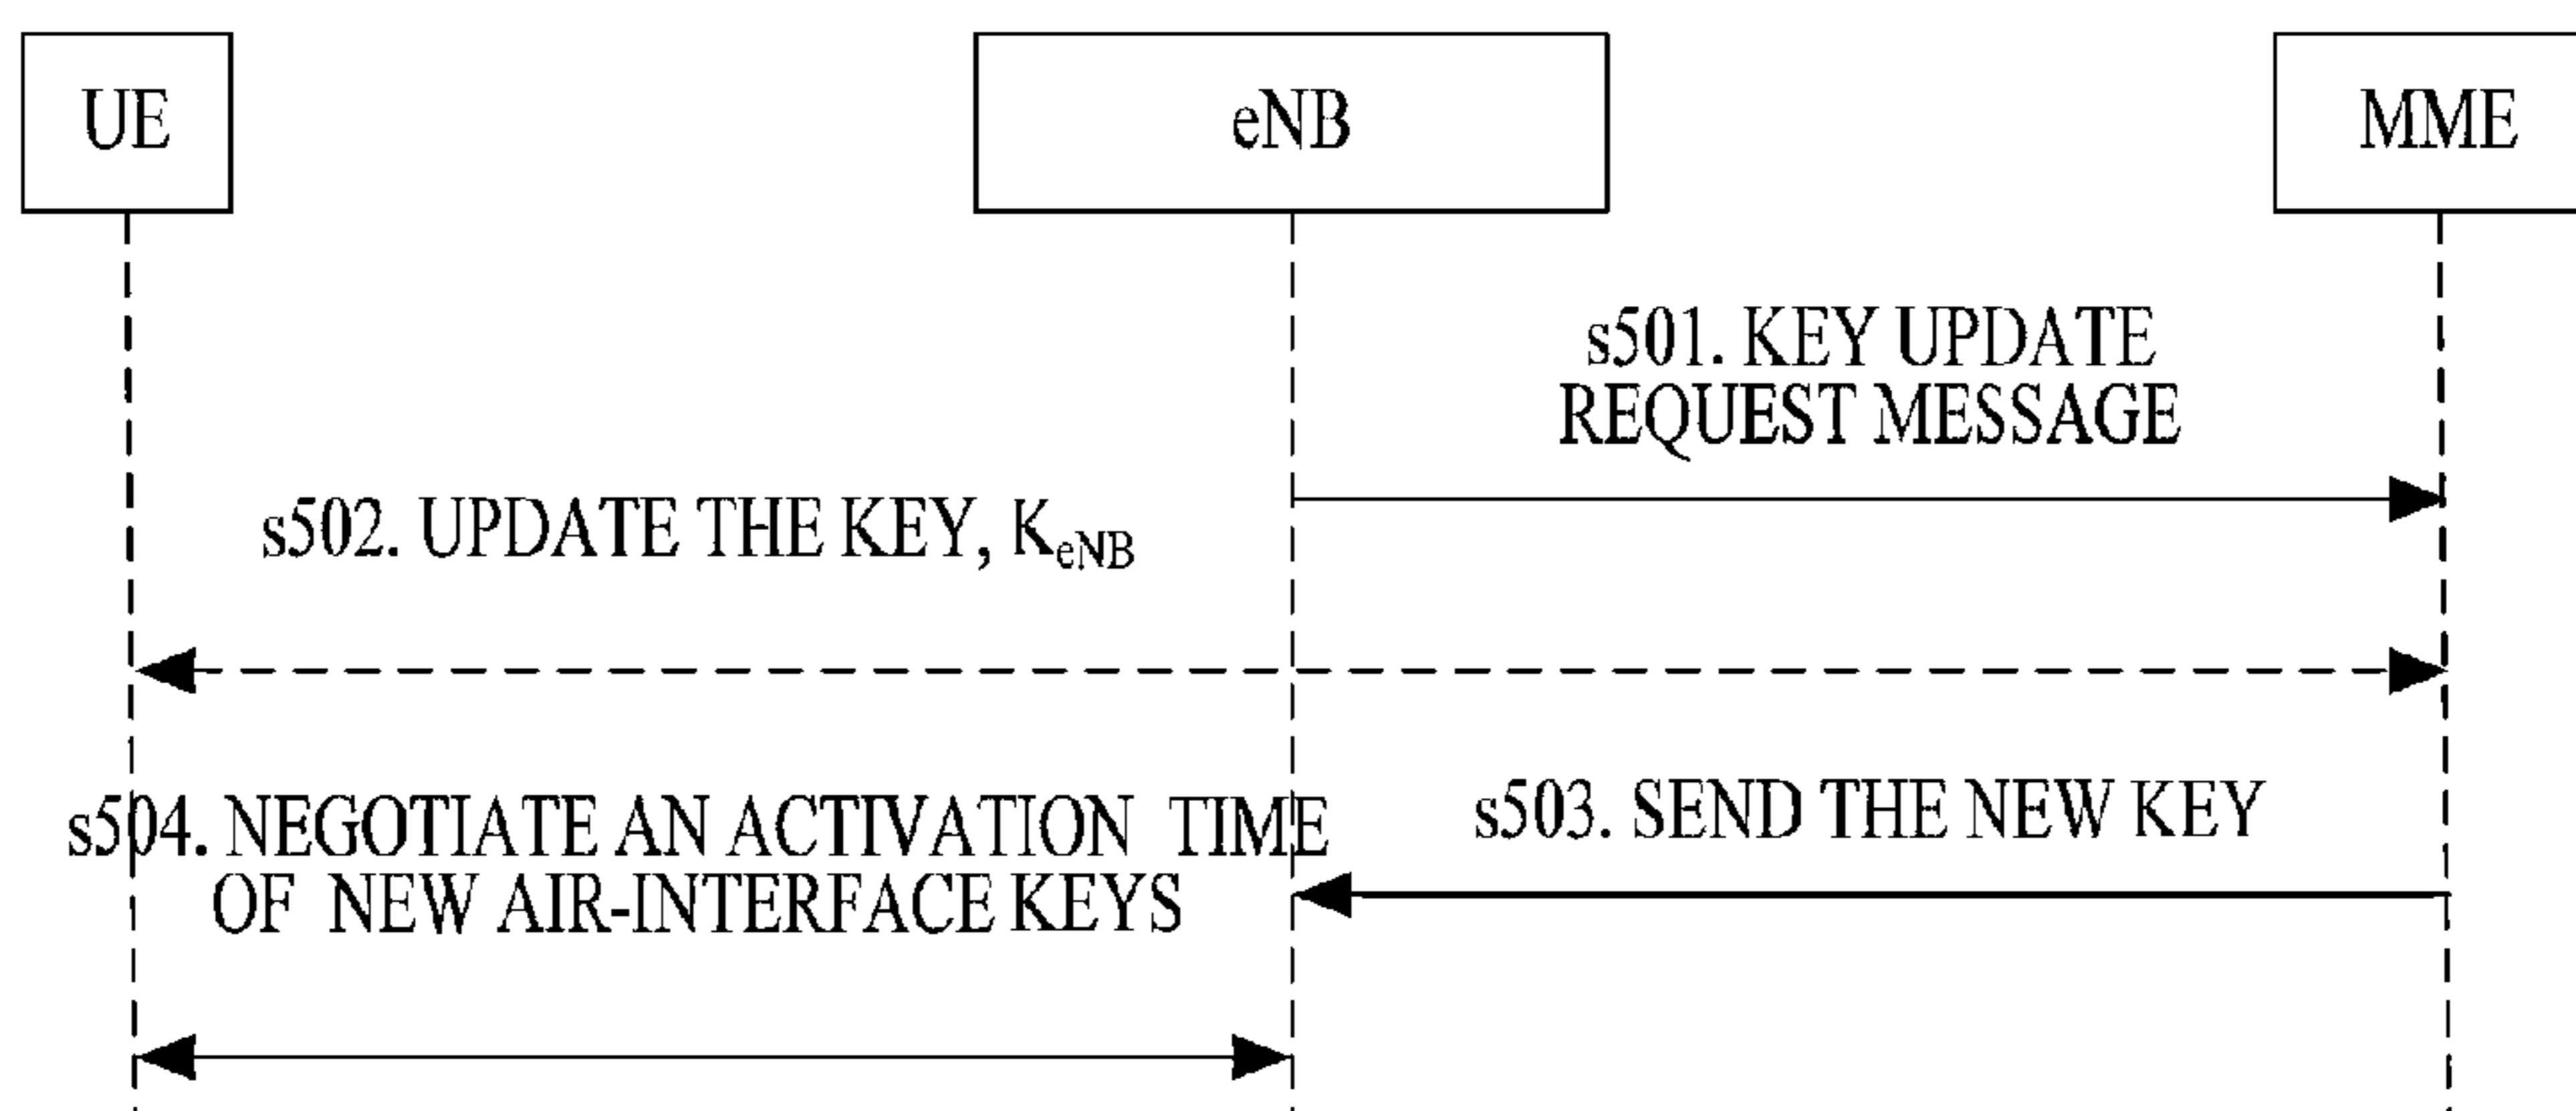 UE
eNB
MME
s501. KEY UPDATE
REQUEST MESSAGE
s502. UPDATE THE KEY, KeNB
s503. SEND THE NEW KEY
s504. NEGOTIATE AN ACTIVATION TIME
OF NEW AIR-INTERFACE KEYS